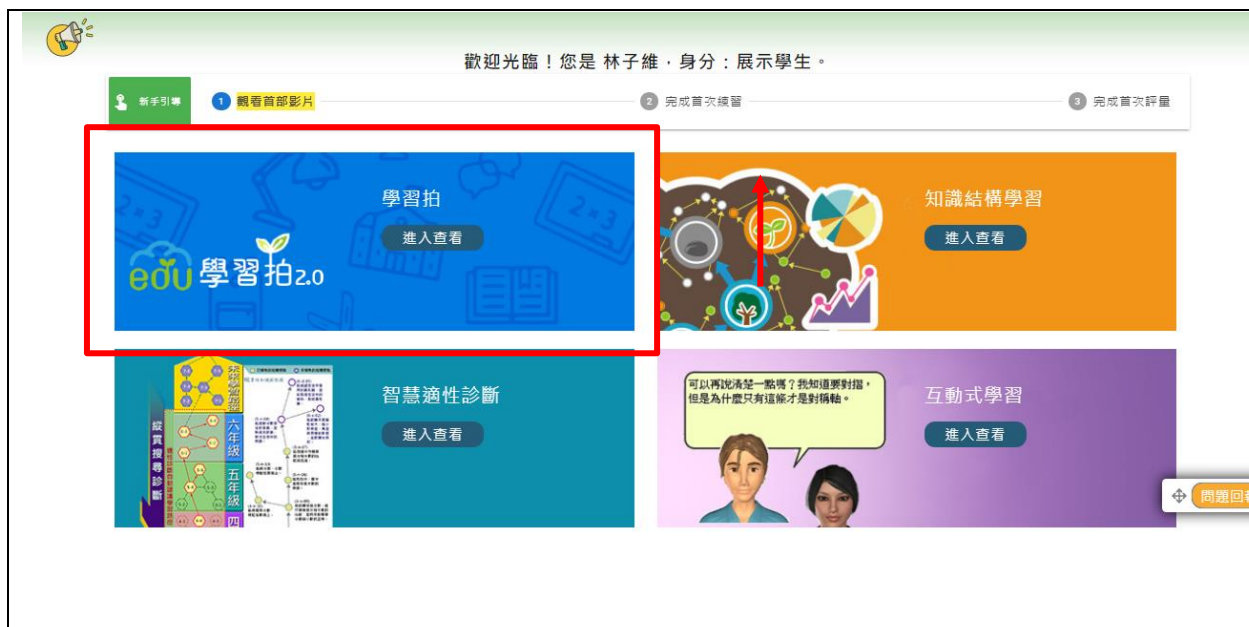 歡迎光臨！您是 林子維，身分：展示學生。
新手引導
1 觀看首部影片
2 完成首次練習
3 完成首次評量
學習拍
進入查看
2×3
2×3
edu 學習拍2.0
知識結構學習
進入查看
縱貫搜尋診斷
六年級
五年級
四
智慧適性診斷
進入查看
可以再說清楚一點嗎？我知道要對摺，
但是為什麼只有這條才是對稱軸。
互動式學習
進入查看
問題回報